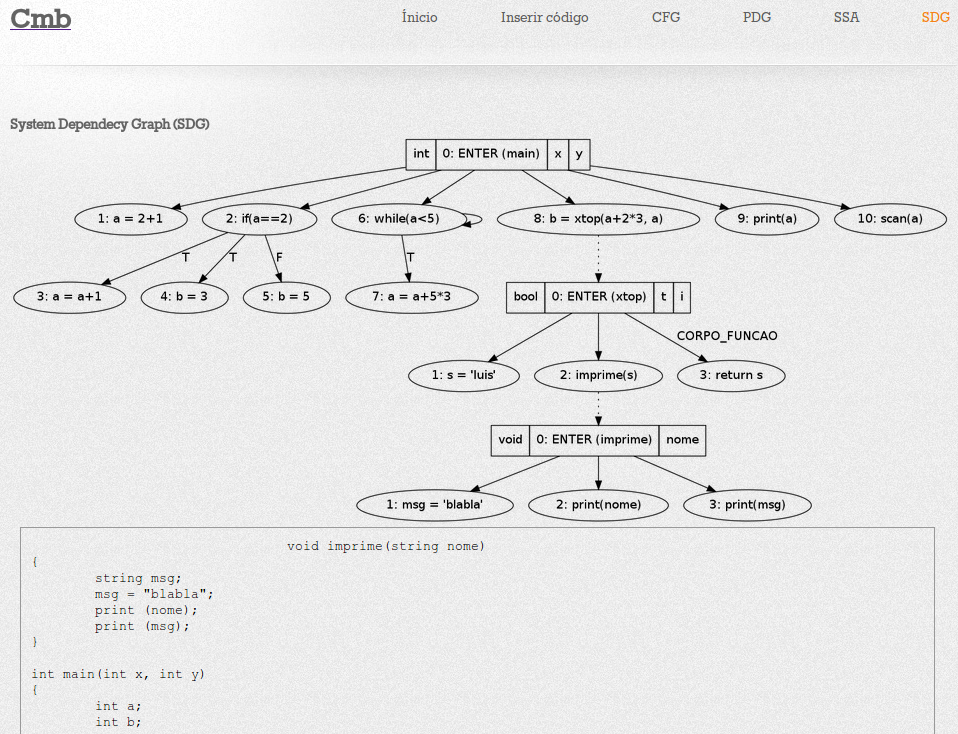 Cmb
Ínicio Inserir código CFG PDG SSA SDG
System Dependecy Graph (SDG)
int 0: ENTER (main) x y
1: a = 2+1 2: if(a==2) 6: while(a<5) 8: b = xtop(a+2*3, a) 9: print(a) 10: scan(a)
T T F T
3: a = a+1 4: b = 3 5: b = 5 7: a = a+5*3 bool 0: ENTER (xtop) t i
CORPO_FUNCAO
1: s = 'luis' 2: imprime(s) 3: return s
void 0: ENTER (imprime) nome
1: msg = 'blabla' 2: print(nome) 3: print(msg)
void imprime(string nome)
{
string msg;
msg = "blabla";
print (nome);
print (msg);
}
int main(int x, int y)
{
int a;
int b;